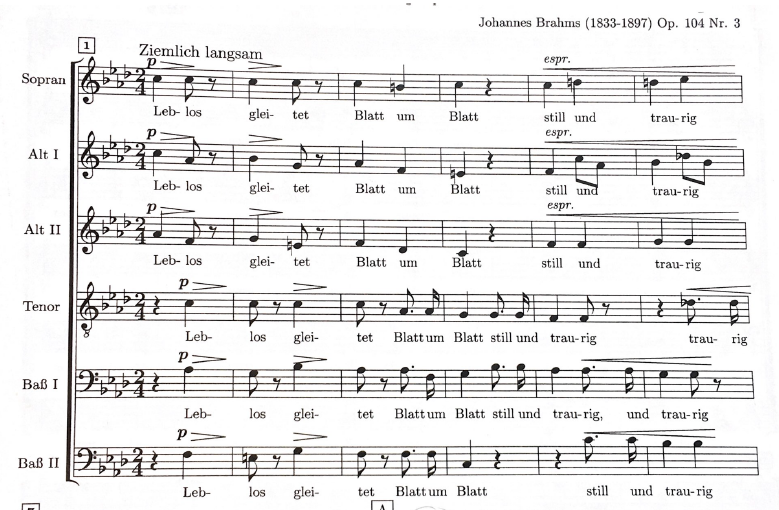 Johannes Brahms (1833-1897) Op. 104 Nr. 3
1
Ziemlich langsam
p
espr.
Sopran
Leb- los glei- tet Blatt um Blatt still und trau-rig
p
espr.
Alt I
Leb- los glei- tet Blatt um Blatt still und trau-rig
p
espr.
Alt II
Leb- los glei- tet Blatt um Blatt still und trau-rig
p
Tenor
8
Leb- los glei- tet Blatt um Blatt still und trau-rig trau- rig
p
Baß I
Leb- los glei- tet Blatt um Blatt still und trau-rig, und trau-rig
p
Baß II
Leb- los glei- tet Blatt um Blatt still und trau-rig
A